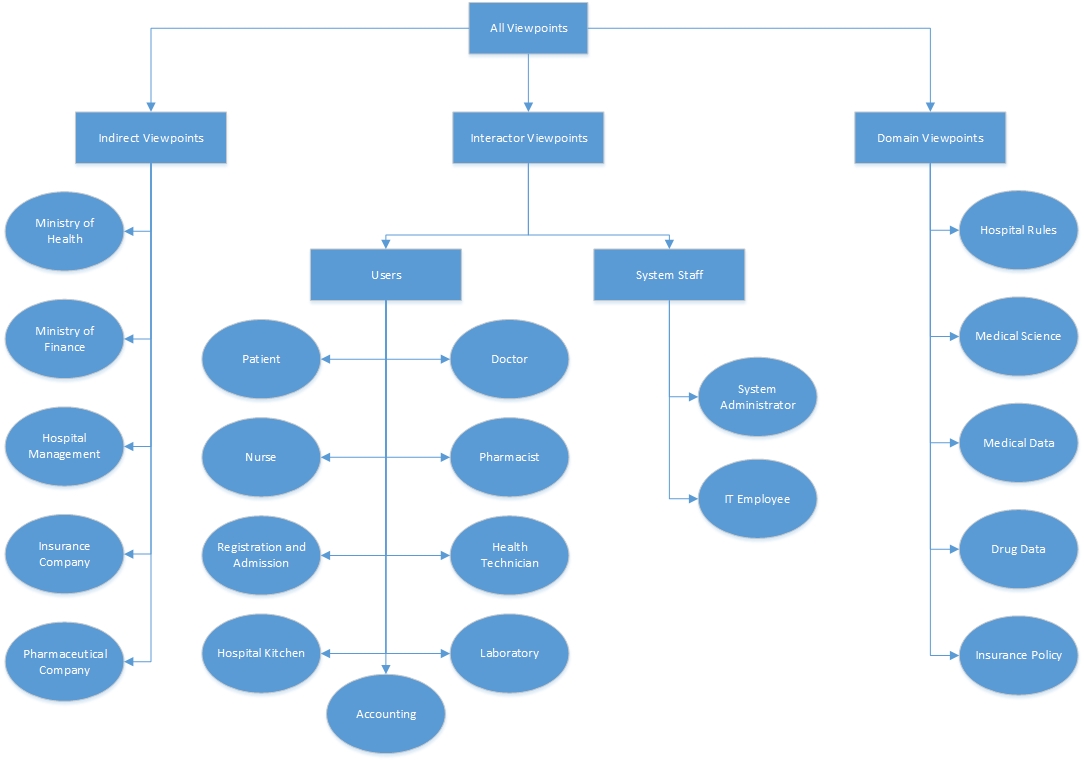 All Viewpoints
Indirect Viewpoints
Interactor Viewpoints
Domain Viewpoints
Ministry of
Health
Ministry of
Finance
Hospital
Management
Insurance
Company
Pharmaceutical
Company
Users
System Staff
Patient
Doctor
Nurse
Pharmacist
Registration and
Admission
Health
Technician
Hospital Kitchen
Laboratory
Accounting
System
Administrator
IT Employee
Hospital Rules
Medical Science
Medical Data
Drug Data
Insurance Policy